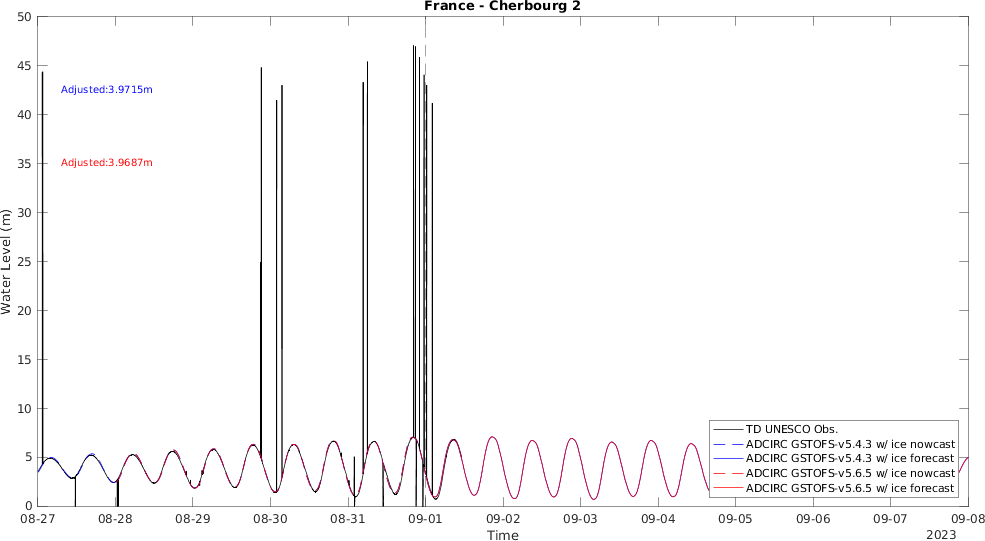 France - Cherbourg 2
50
45
40
35
30
25
20
15
10
5
0
Water Level (m)
Adjusted:3.9715m
Adjusted:3.9687m
TD UNESCO Obs.
ADCIRC GSTOFS-v5.4.3 w/ ice nowcast
ADCIRC GSTOFS-v5.4.3 w/ ice forecast
ADCIRC GSTOFS-v5.6.5 w/ ice nowcast
ADCIRC GSTOFS-v5.6.5 w/ ice forecast
08-27 08-28 08-29 08-30 08-31 09-01 09-02 09-03 09-04 09-05 09-06 09-07 09-08
Time
2023